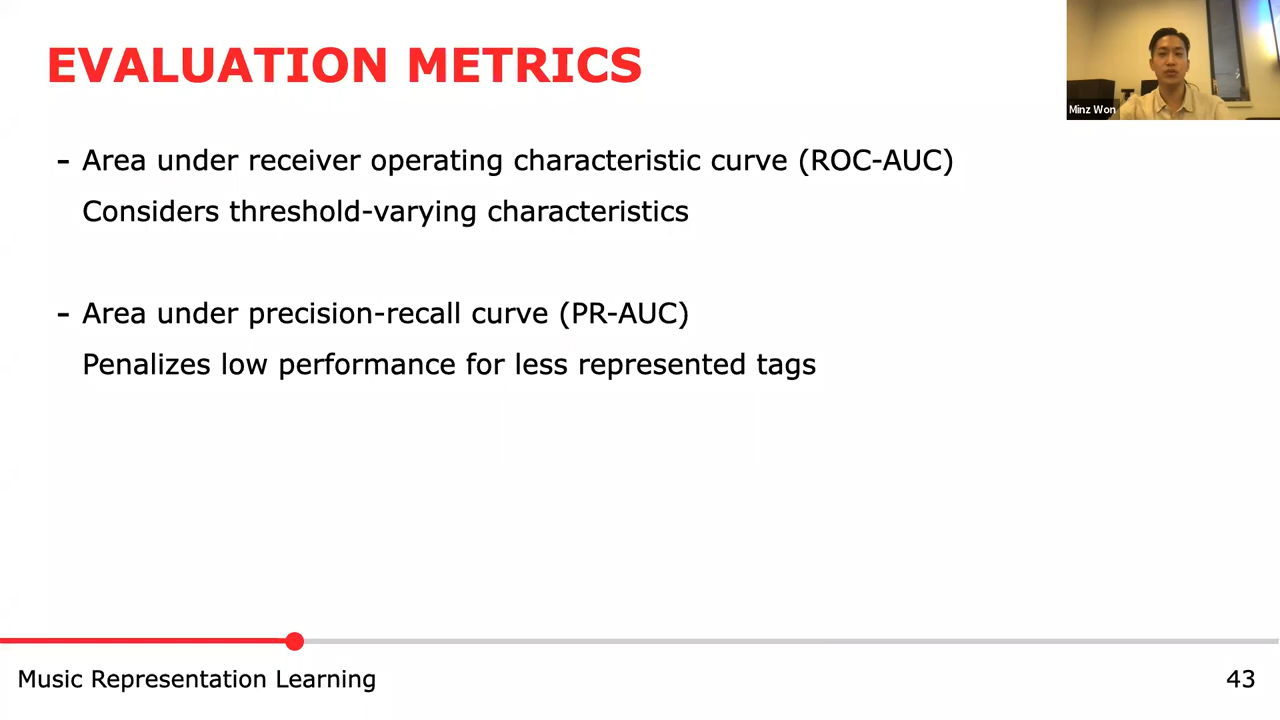 EVALUATION METRICS
Minz Won
- Area under receiver operating characteristic curve (ROC-AUC)
Considers threshold-varying characteristics
- Area under precision-recall curve (PR-AUC)
Penalizes low performance for less represented tags
Music Representation Learning
43